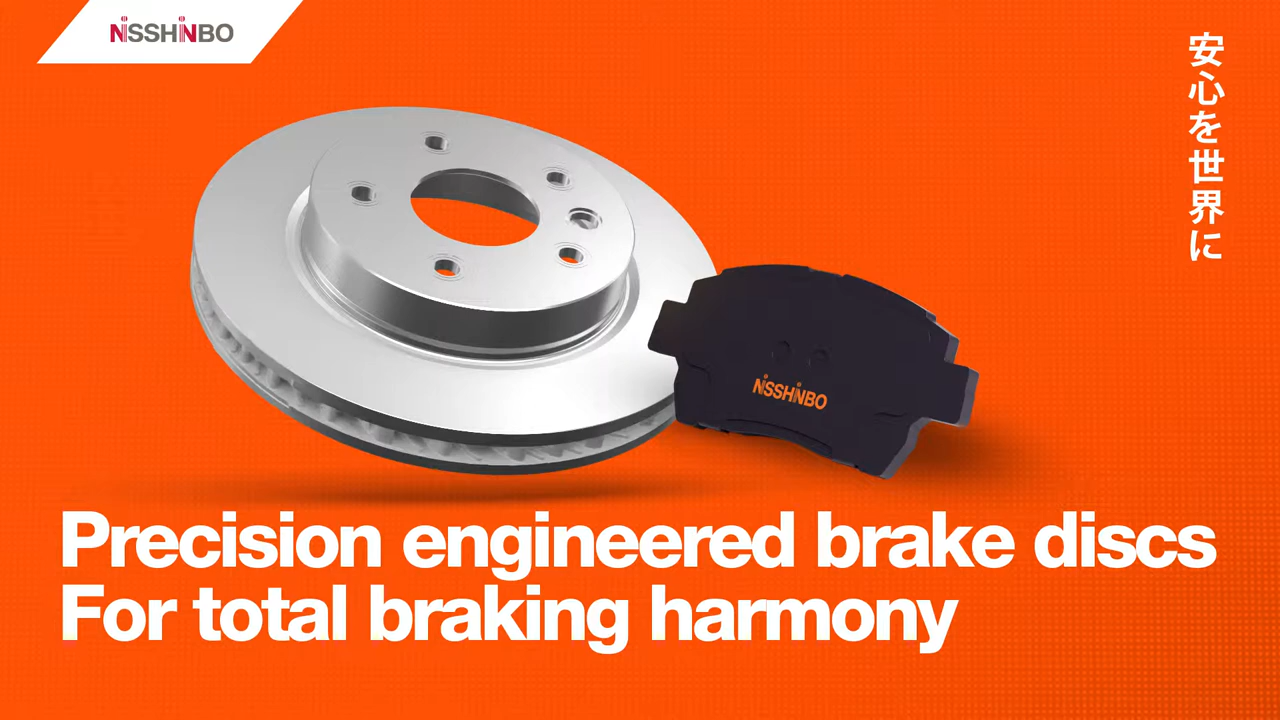 NISSHINBO
安心を世界に
NISSHINBO
Precision engineered brake discs
For total braking harmony